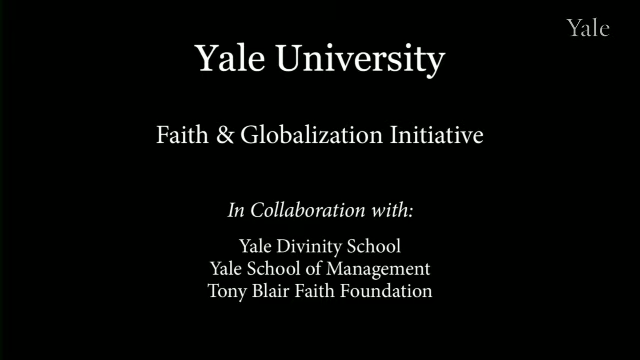 Yale
Yale University
Faith & Globalization Initiative
In Collaboration with:
Yale Divinity School
Yale School of Management
Tony Blair Faith Foundation